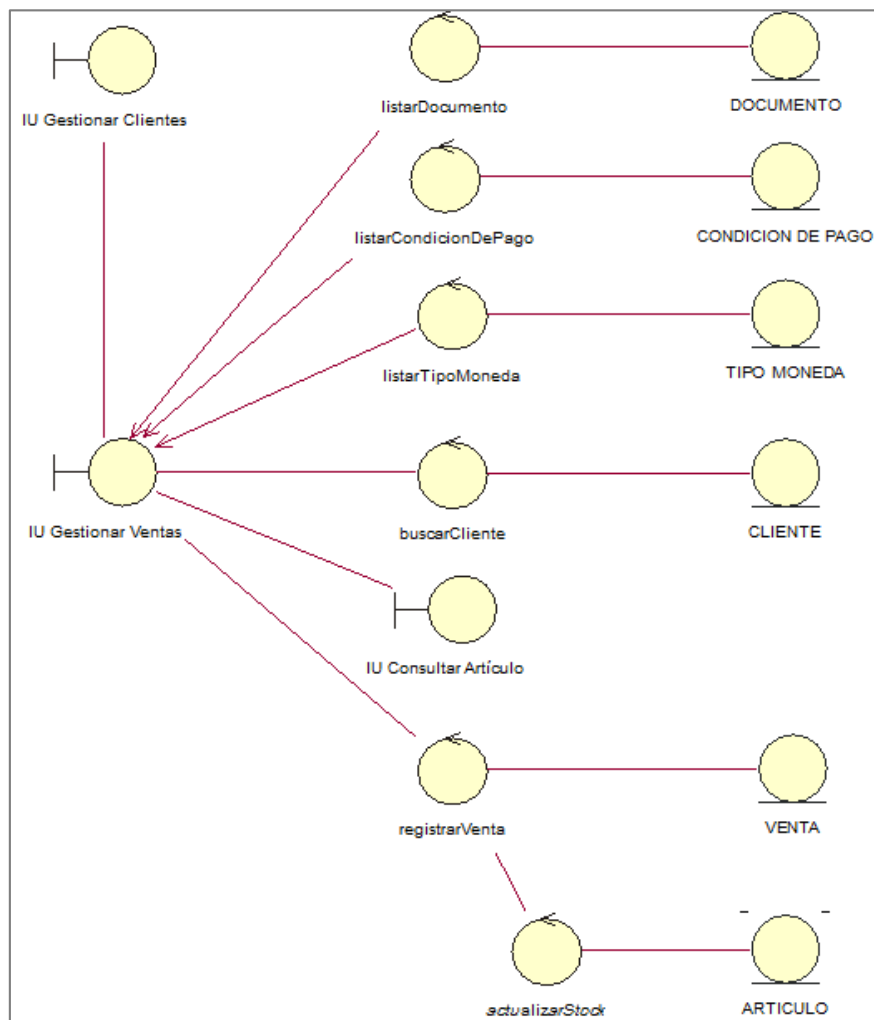 IU Gestionar Clientes
listarDocumento
DOCUMENTO
listarCondicionDePago
CONDICION DE PAGO
listarTipoMoneda
TIPO MONEDA
IU Gestionar Ventas
buscarCliente
CLIENTE
IU Consultar Artículo
registrarVenta
VENTA
actualizarStock
ARTICULO